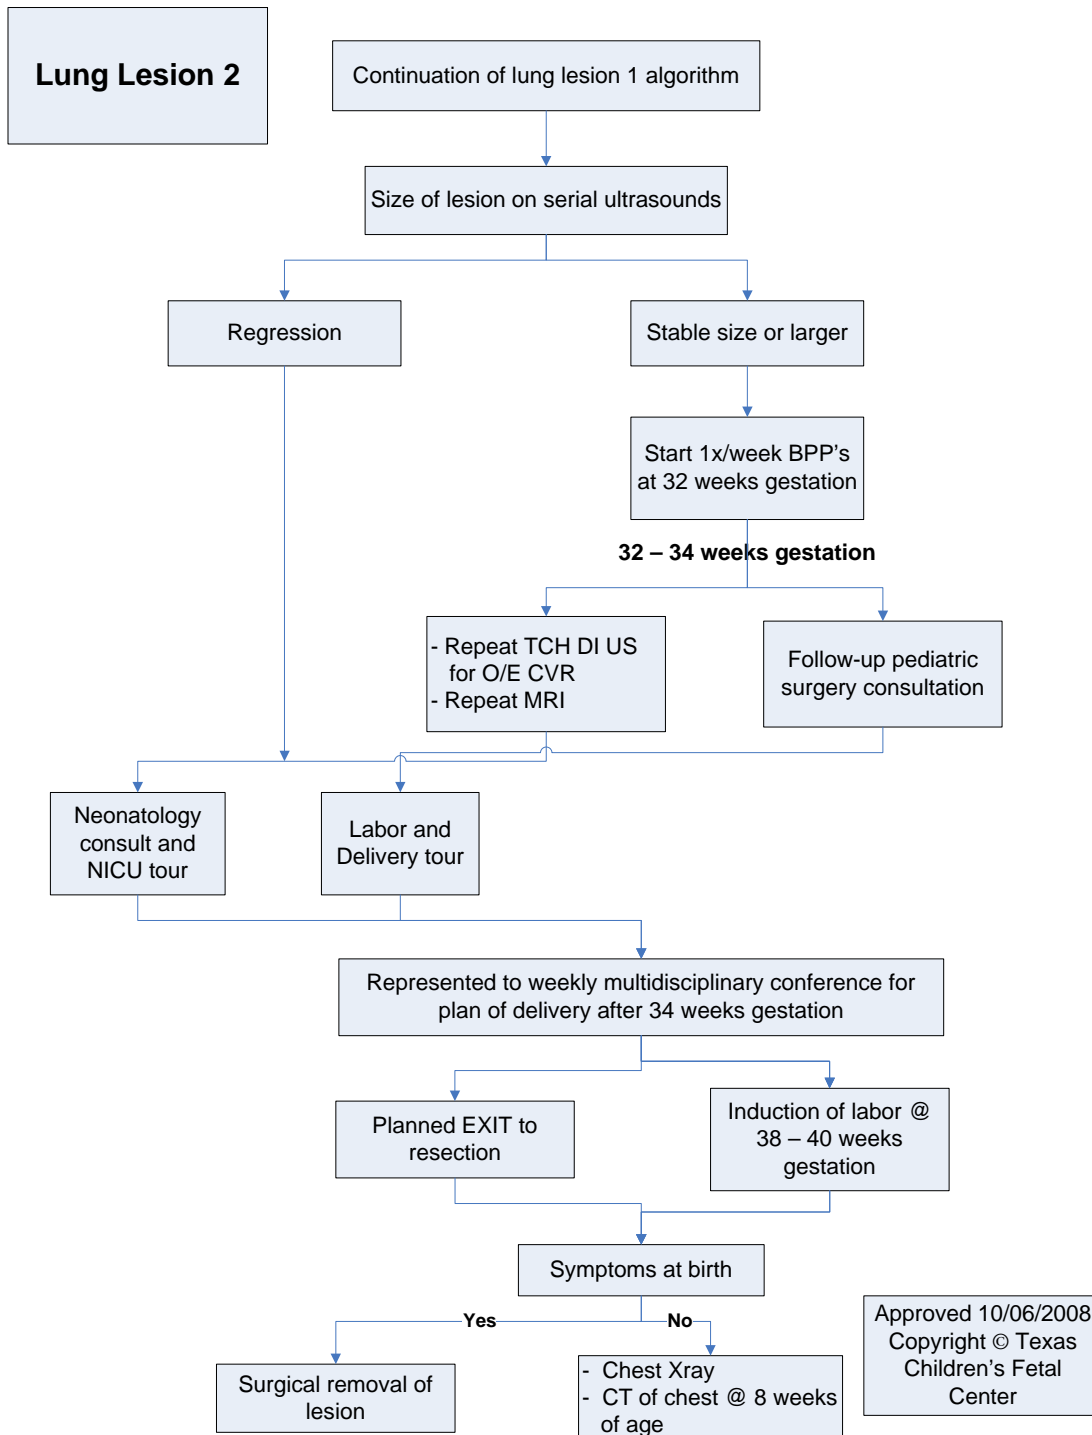 Lung Lesion 2
Continuation of lung lesion 1 algorithm
Size of lesion on serial ultrasounds
Regression
Stable size or larger
Start 1x/week BPP's
at 32 weeks gestation
32 – 34 weeks gestation
- Repeat TCH DI US
for O/E CVR
- Repeat MRI
Follow-up pediatric
surgery consultation
Neonatology
consult and
NICU tour
Labor and
Delivery tour
Represented to weekly multidisciplinary conference for
plan of delivery after 34 weeks gestation
Planned EXIT to
resection
Induction of labor @
38 – 40 weeks
gestation
Symptoms at birth
Yes
No
Surgical removal of
lesion
- Chest Xray
- CT of chest @ 8 weeks
of age
Approved 10/06/2008
Copyright © Texas
Children's Fetal
Center